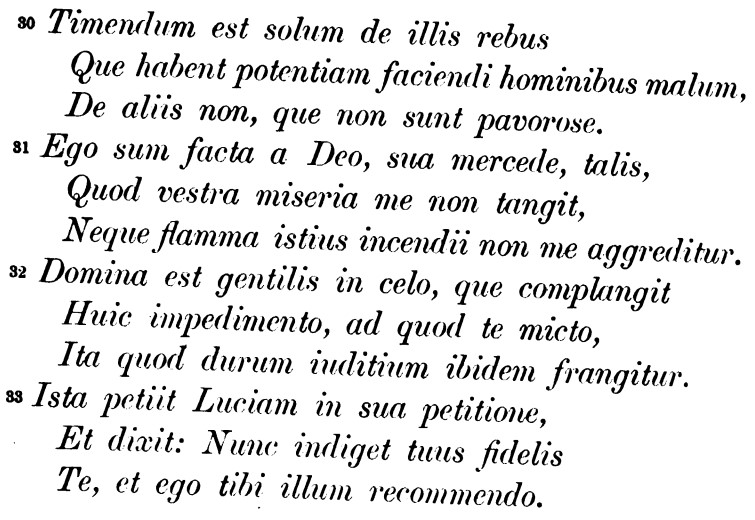 30 Timendum est solum de illis rebus
Que habent potentiam faciendi hominibus malum,
De aliis non, que non sunt pavorose.
31 Ego sum facta a Deo, sua mercede, talis,
Quod vestra miseria me non tangit,
Neque flamma istius incendii non me aggreditur.
32 Domina est gentilis in celo, que complangit
Huic impedimento, ad quod te micto,
Ita quod durum iuditium ibidem frangitur.
33 Ista petiit Luciam in sua petitione,
Et dixit: Nunc indiget tuus fidelis
Te, et ego tibi illum recommendo.